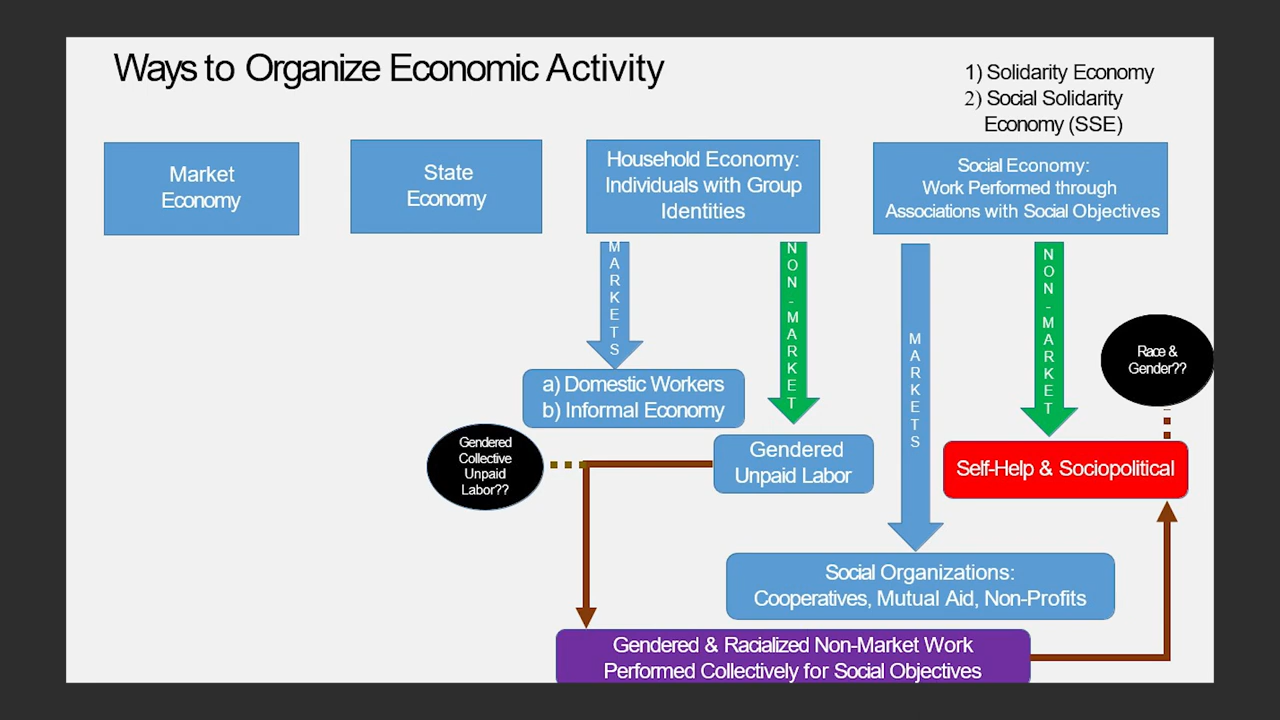 Ways to Organize Economic Activity
1) Solidarity Economy
2) Social Solidarity
Economy (SSE)
Market
Economy
State
Economy
Household Economy:
Individuals with Group
Identities
Social Economy:
Work Performed through
Associations with Social Objectives
MARKETS
NON-MARKET
MARKETS
NON-MARKET
Race &
Gender??
a) Domestic Workers
b) Informal Economy
Gendered
Collective
Unpaid
Labor??
Gendered
Unpaid Labor
Self-Help & Sociopolitical
Social Organizations:
Cooperatives, Mutual Aid, Non-Profits
Gendered & Racialized Non-Market Work
Performed Collectively for Social Objectives